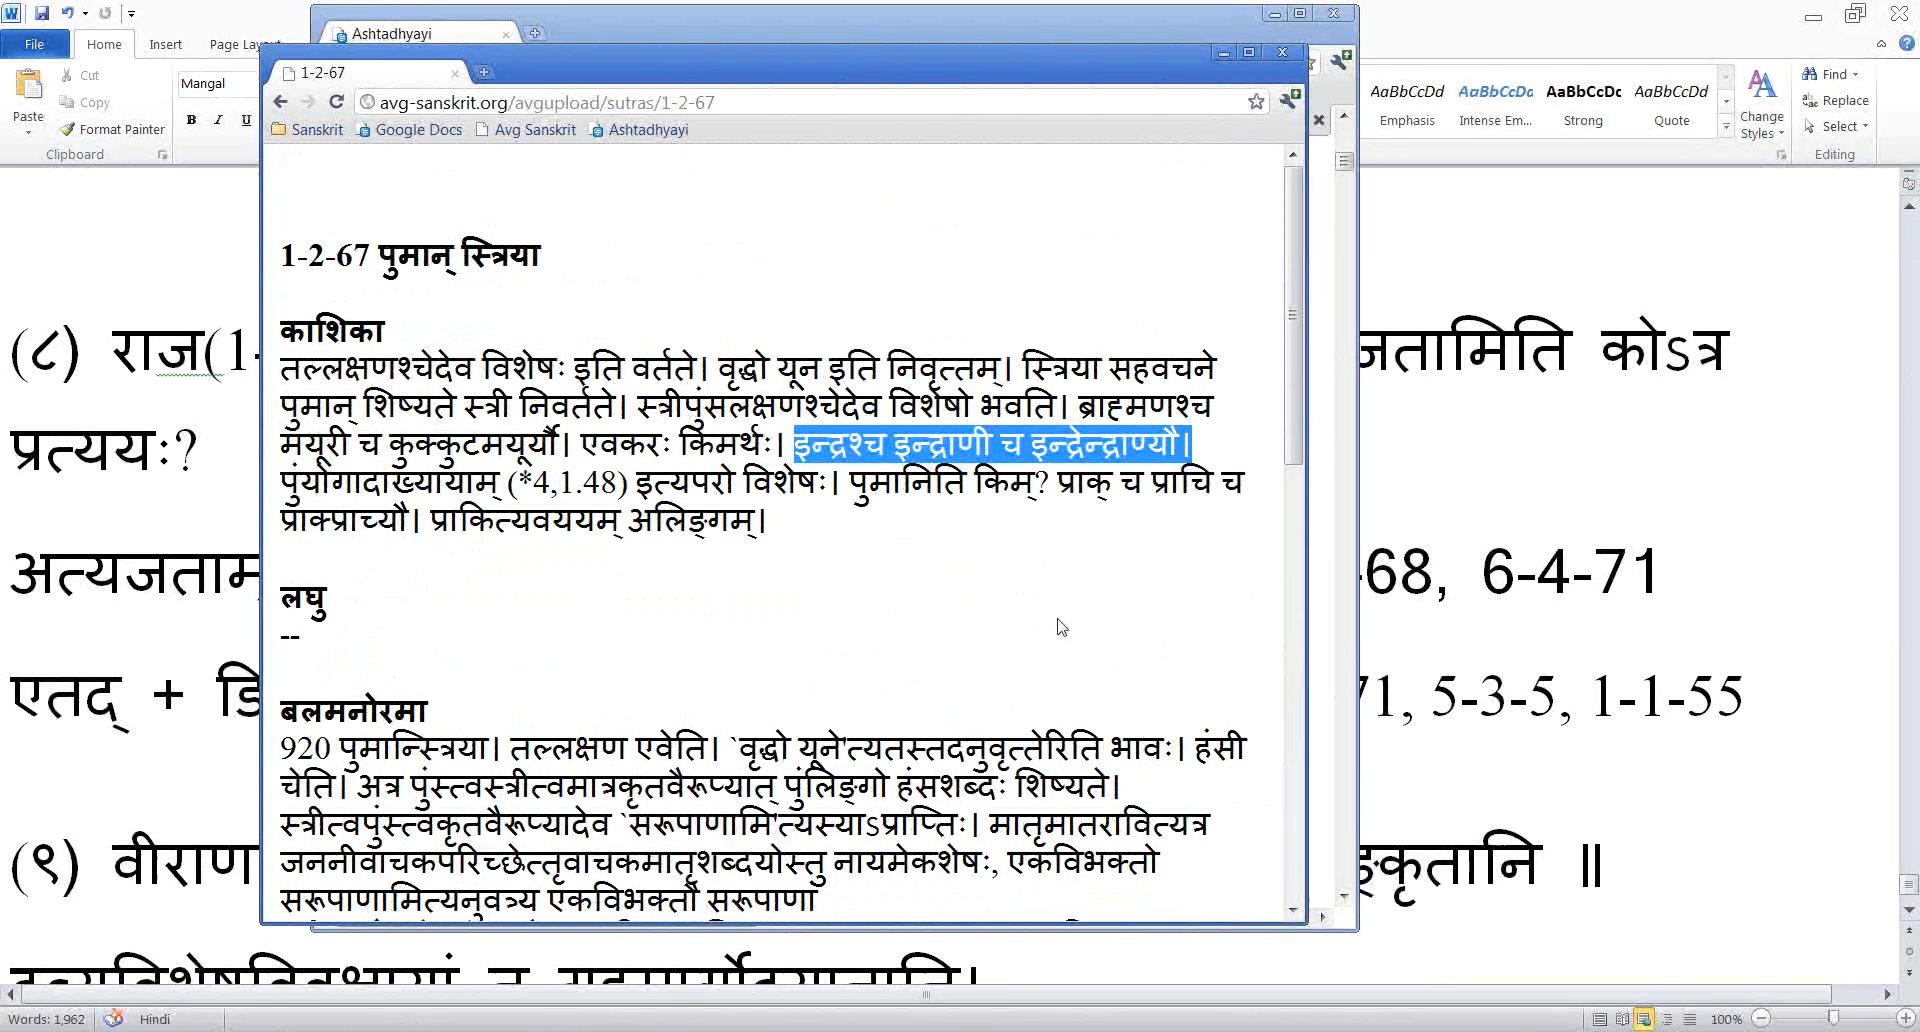 File Home Insert Page Layou
Cut
Copy
Format Painter
Paste
Clipboard
Mangal
B I U
Ashtadhyayi
1-2-67
avg-sanskrit.org/avgupload/sutras/1-2-67
Sanskrit Google Docs Avg Sanskrit Ashtadhyayi
AaBbCcDd AaBbCcDd AaBbCcDc AaBbCcDd
Emphasis Intense Em... Strong Quote
Change Styles
Find
Replace
Select
Editing
1-2-67 पुमान् स्त्रिया
काशिका
तल्लक्षणश्चेदेव विशेषः इति वर्तते। वृद्धो यून इति निवृत्तम्। स्त्रिया सहवचने
पुमान् शिष्यते स्त्री निवर्तते। स्त्रीपुंसलक्षणश्चेदेव विशेषो भवति। ब्राह्मणश्च
मयूरी च कुक्कुटमयूर्यौ। एवकरः किमर्थः। इन्द्रश्च इन्द्राणी च इन्द्रेन्द्राण्यौ।
पुंयोगादाख्यायाम् (*4,1.48) इत्यपरो विशेषः। पुमानिति किम्? प्राक् च प्राचि च
प्राक्प्राच्यौ। प्राकित्यवययम् अलिङ्गम्।
लघु
--
बलमनोरमा
920 पुमान्स्त्रिया। तल्लक्षण एवेति। `वृद्धो यूने'त्यतस्तदनुवृत्तेरिति भावः। हंसी
चेति। अत्र पुंस्त्वस्त्रीत्वमात्रकृतवैरूप्यात् पुंलिङ्गो हंसशब्दः शिष्यते।
स्त्रीत्वपुंस्त्वकृतवैरूप्यादेव `सरूपाणामि'त्यस्याऽप्राप्तिः। मातृमातरावित्यत्र
जननीवाचकपरिच्छेत्तृवाचकमातृशब्दयोस्तु नायमेकशेषः, एकविभक्तो
सरूपाणामित्यनुवत्र्य एकविभक्तौ सरूपाणा
(८) राज(1- जतामिति कोऽत्र
प्रत्ययः?
अत्यजताम् -68, 6-4-71
एतद् + ङि 71, 5-3-5, 1-1-55
(९) वीराण ङ्कृतानि ॥
Words: 1,962 Hindi 100%